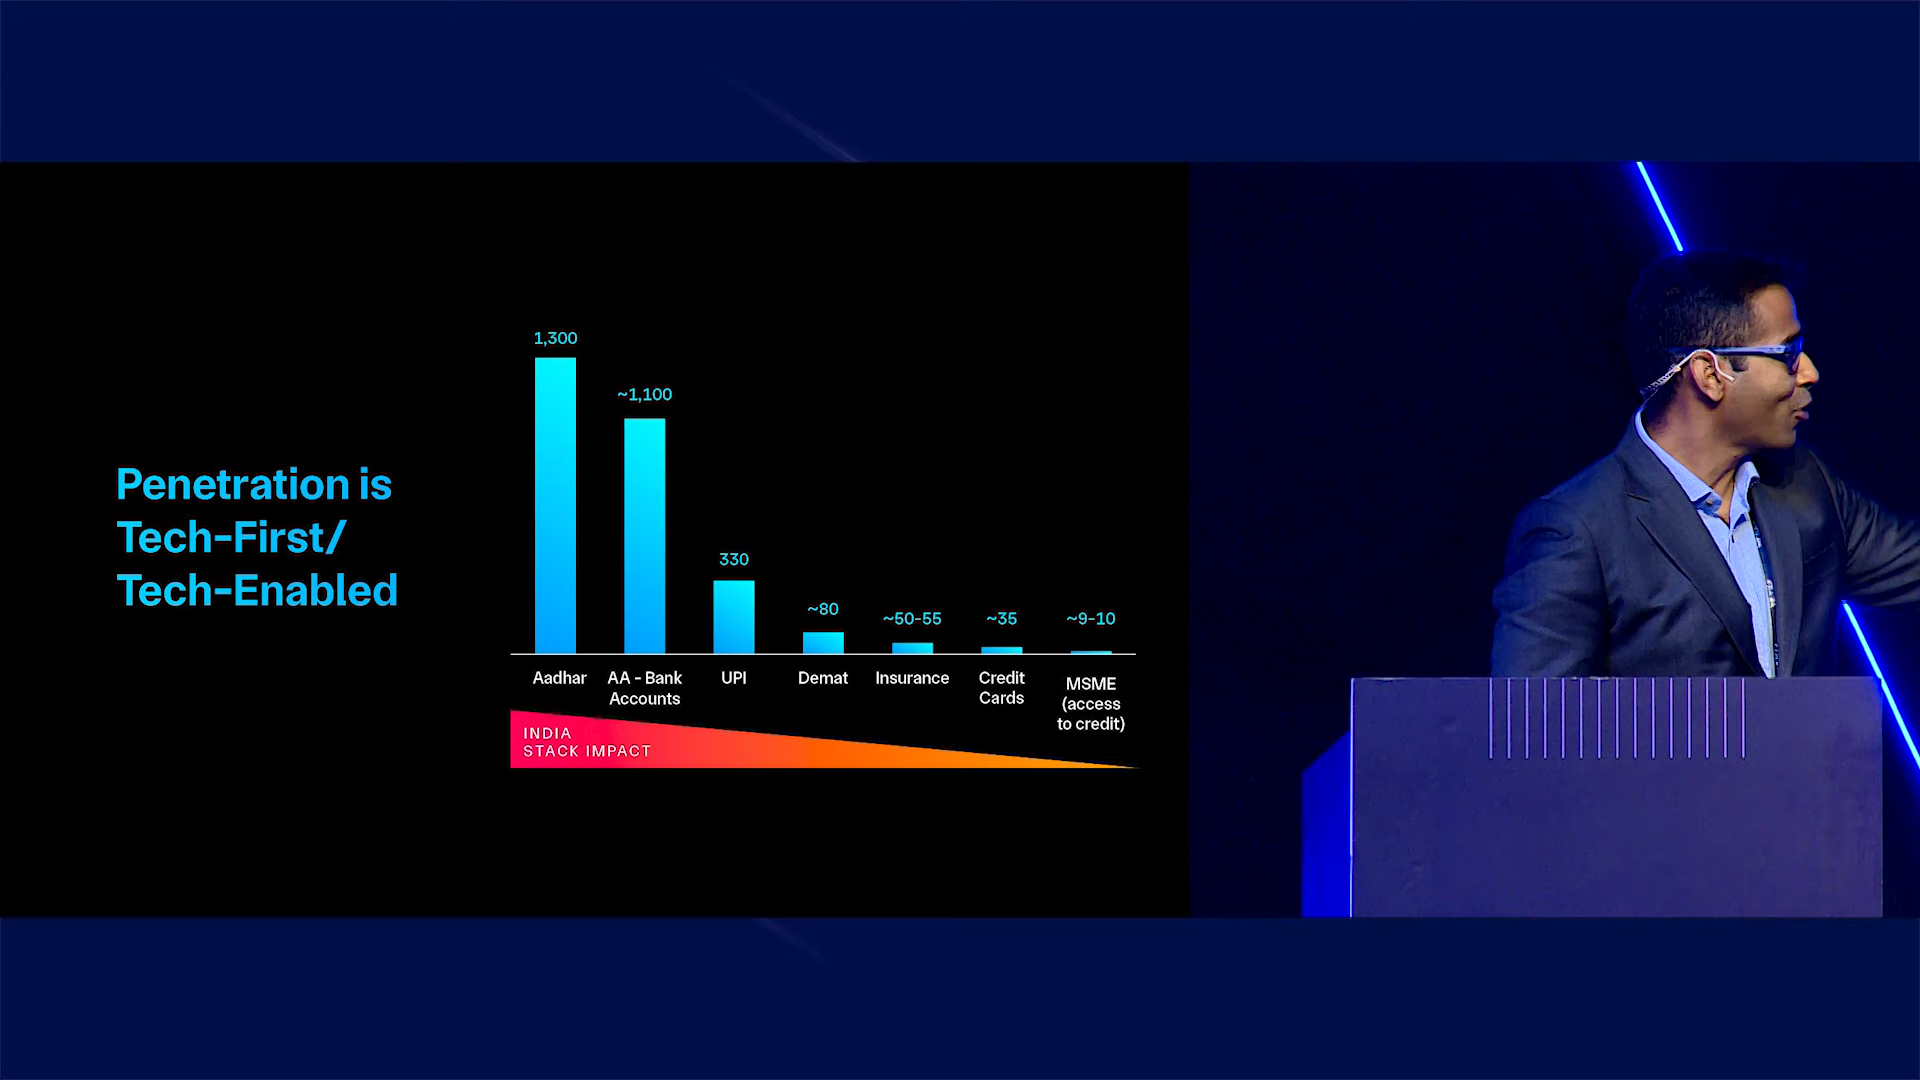 Penetration is
Tech-First/
Tech-Enabled
1,300
~1,100
330
~80
~50-55
~35
~9-10
Aadhar
AA - Bank
Accounts
UPI
Demat
Insurance
Credit
Cards
MSME
(access
to credit)
INDIA
STACK IMPACT